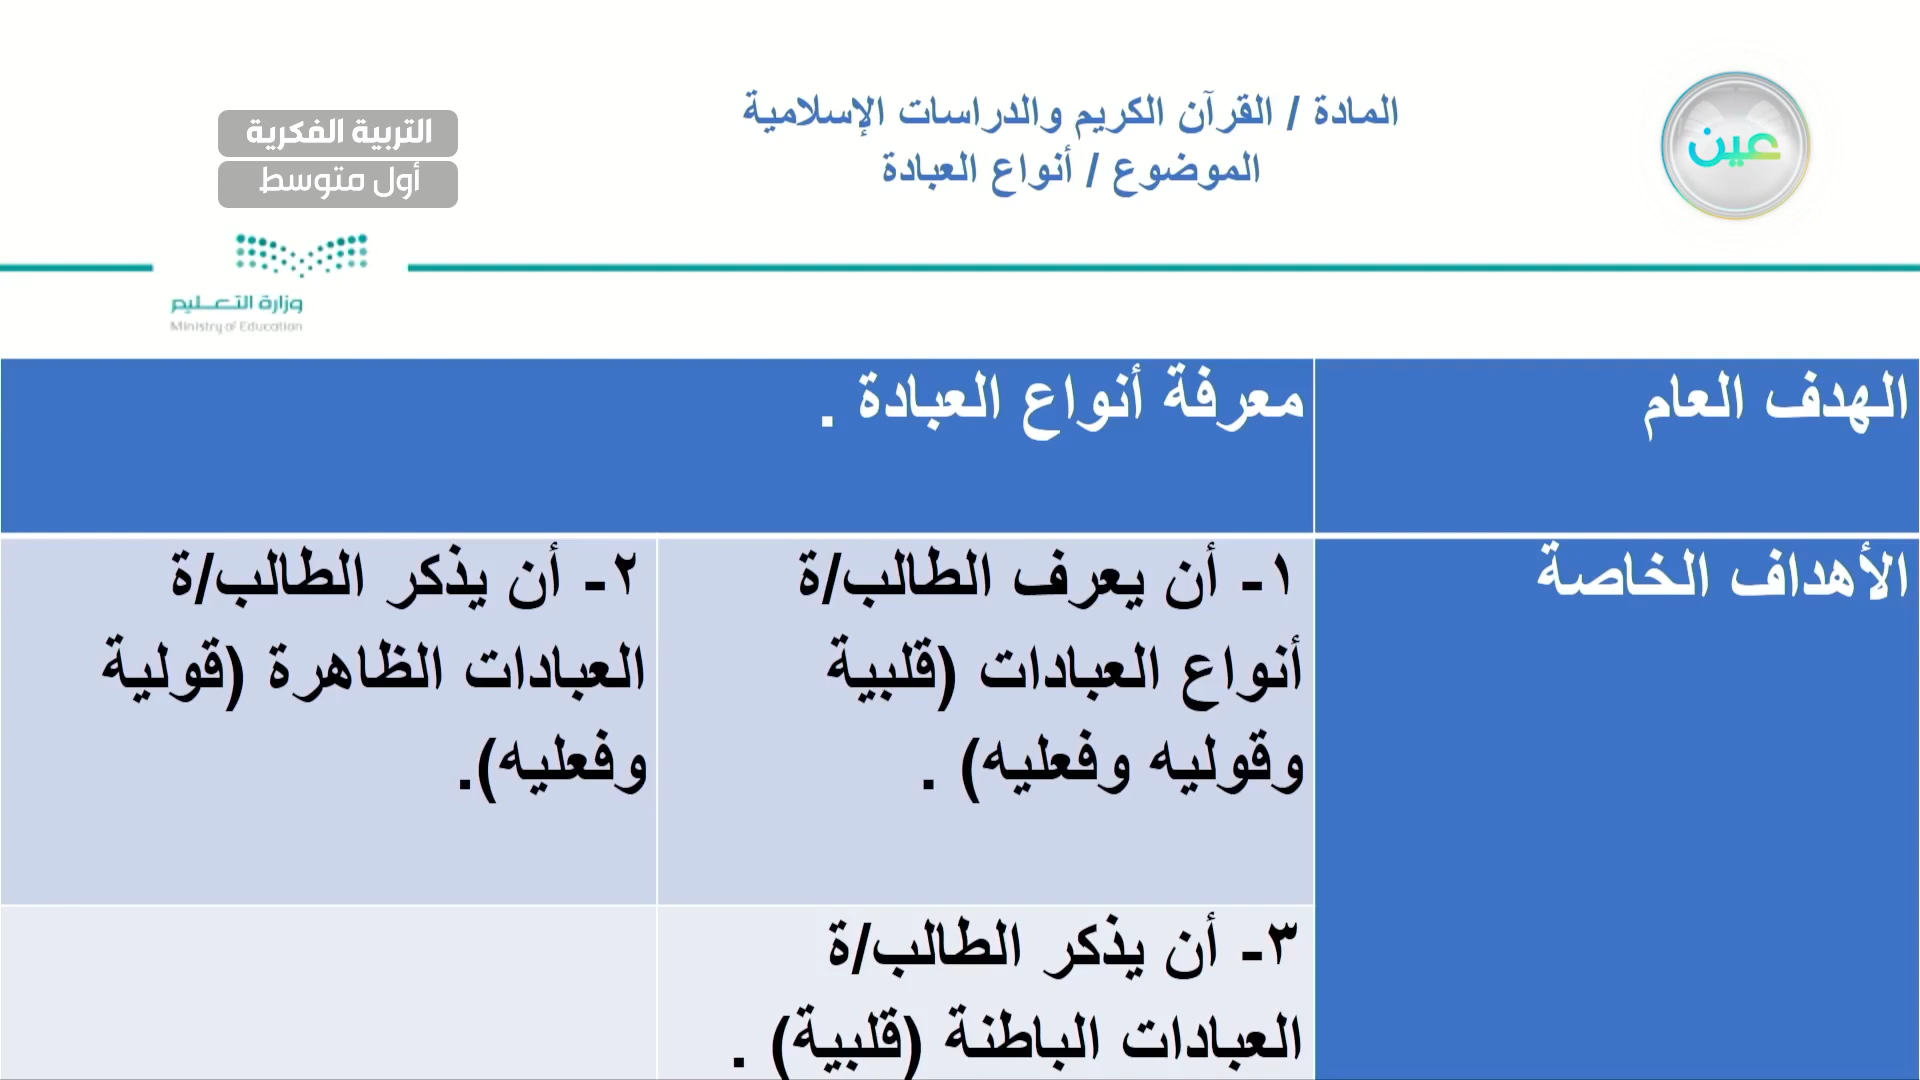 المادة / القرآن الكريم والدراسات الإسلامية
الموضوع / أنواع العبادة
عين
التربية الفكرية
أول متوسط
وزارة التعليم
Ministry of Education
الهدف العام
معرفة أنواع العبادة .
الأهداف الخاصة
١- أن يعرف الطالب/ة
أنواع العبادات (قلبية
وقوليه وفعليه) .
٢- أن يذكر الطالب/ة
العبادات الظاهرة (قولية
وفعليه).
٣- أن يذكر الطالب/ة
العبادات الباطنة (قلبية) .